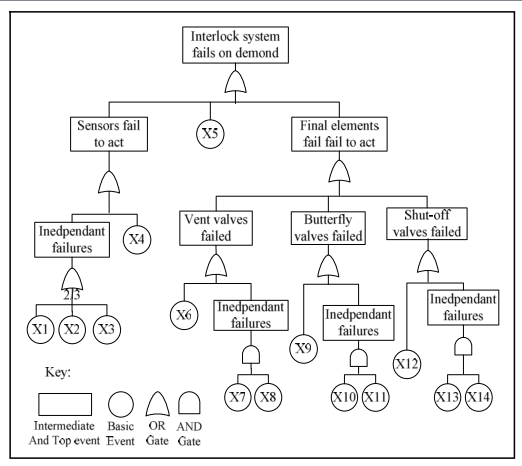 Interlock system
fails on demond
Sensors fail
to act
X5
Final elements
fail fail to act
Inedpendant
failures
X4
Vent valves
failed
Butterfly
valves failed
Shut-off
valves failed
2/3
X1
X2
X3
X6
Inedpendant
failures
X9
Inedpendant
failures
X12
Inedpendant
failures
X7
X8
X10
X11
X13
X14
Key:
Intermediate
And Top event
Basic
Event
OR
Gate
AND
Gate